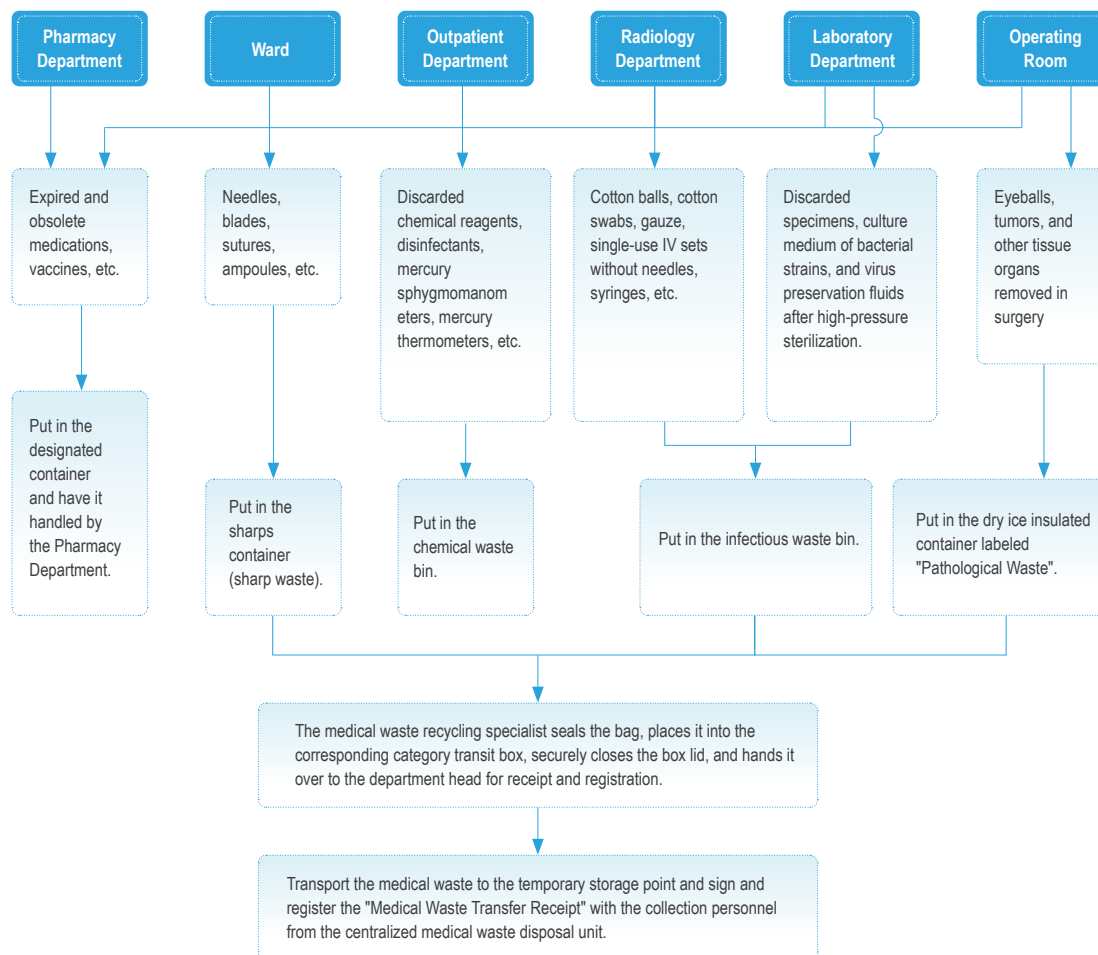 Pharmacy
Department
Ward
Outpatient
Department
Radiology
Department
Laboratory
Department
Operating
Room
Expired and
obsolete
medications,
vaccines, etc.
Needles,
blades,
sutures,
ampoules, etc.
Discarded
chemical reagents,
disinfectants,
mercury
sphygmomanom
eters, mercury
thermometers, etc.
Cotton balls, cotton
swabs, gauze,
single-use IV sets
without needles,
syringes, etc.
Discarded
specimens, culture
medium of bacterial
strains, and virus
preservation fluids
after high-pressure
sterilization.
Eyeballs,
tumors, and
other tissue
organs
removed in
surgery
Put in the
designated
container
and have it
handled by
the Pharmacy
Department.
Put in the
sharps
container
(sharp waste).
Put in the
chemical waste
bin.
Put in the infectious waste bin.
Put in the dry ice insulated
container labeled
"Pathological Waste".
The medical waste recycling specialist seals the bag, places it into the
corresponding category transit box, securely closes the box lid, and hands it
over to the department head for receipt and registration.
Transport the medical waste to the temporary storage point and sign and
register the "Medical Waste Transfer Receipt" with the collection personnel
from the centralized medical waste disposal unit.